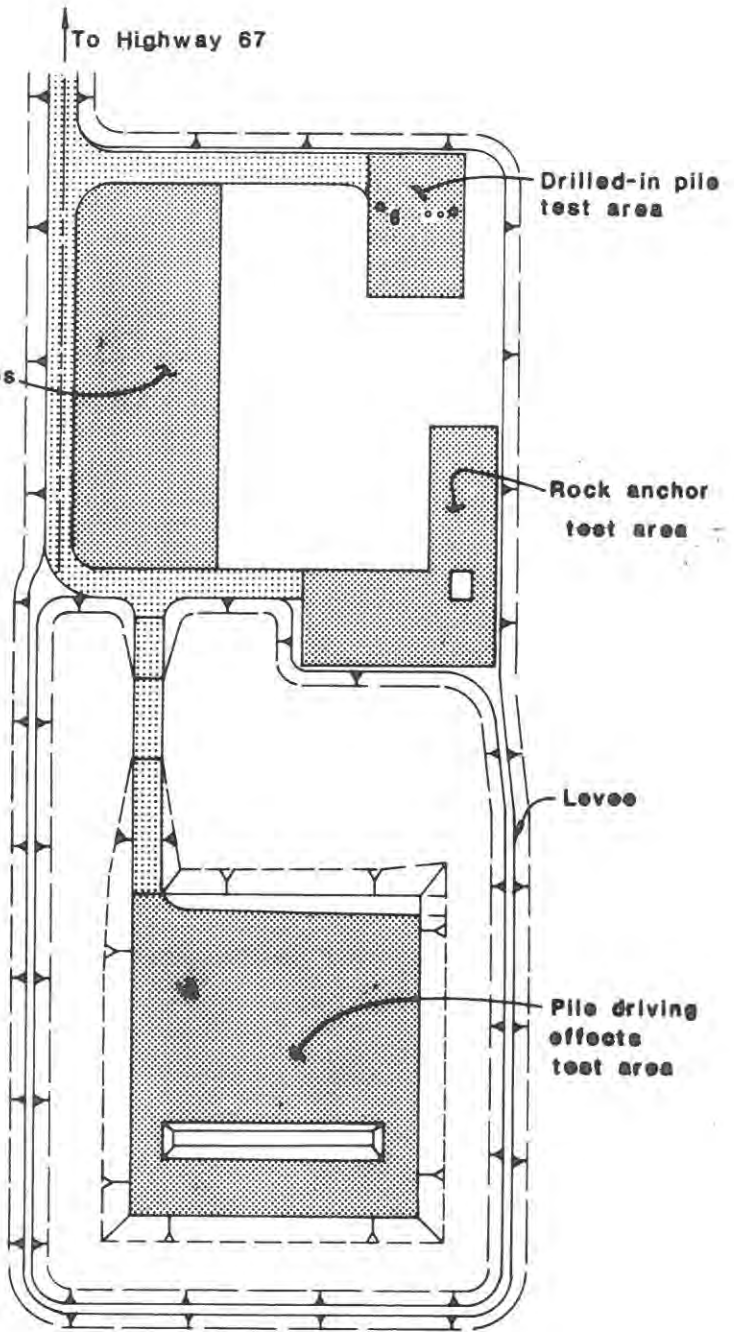 To Highway 67
Drilled-in pile
test area
s
Rock anchor
test area
Levee
Pile driving
effects
test area